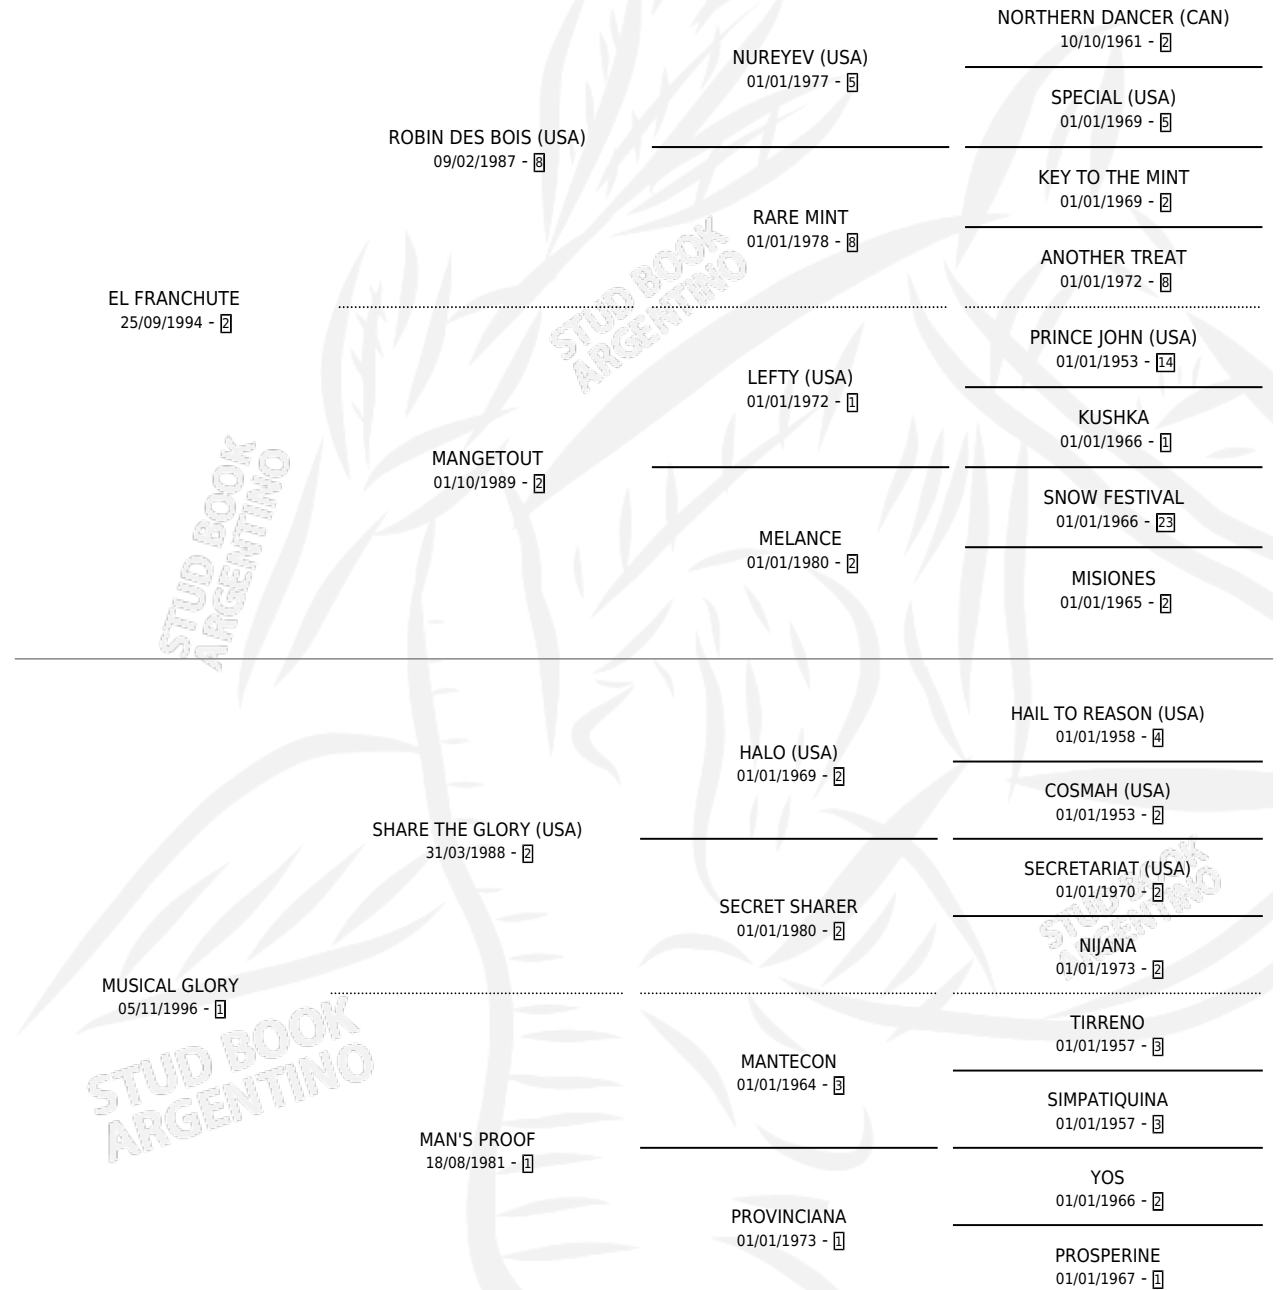 NORTHERN DANCER (CAN)
10/10/1961 - 2
NUREYEV (USA)
01/01/1977 - 5
SPECIAL (USA)
01/01/1969 - 5
ROBIN DES BOIS (USA)
09/02/1987 - 8
KEY TO THE MINT
01/01/1969 - 2
RARE MINT
01/01/1978 - 8
ANOTHER TREAT
01/01/1972 - 8
EL FRANCHUTE
25/09/1994 - 2
PRINCE JOHN (USA)
01/01/1953 - 14
LEFTY (USA)
01/01/1972 - 1
KUSHKA
01/01/1966 - 1
MANGETOUT
01/10/1989 - 2
SNOW FESTIVAL
01/01/1966 - 23
MELANCE
01/01/1980 - 2
MISIONES
01/01/1965 - 2
HAIL TO REASON (USA)
01/01/1958 - 4
HALO (USA)
01/01/1969 - 2
COSMAH (USA)
01/01/1953 - 2
SHARE THE GLORY (USA)
31/03/1988 - 2
SECRETARIAT (USA)
01/01/1970 - 2
SECRET SHARER
01/01/1980 - 2
NIJANA
01/01/1973 - 2
MUSICAL GLORY
05/11/1996 - 1
TIRRENO
01/01/1957 - 3
MANTECON
01/01/1964 - 3
SIMPATIQUINA
01/01/1957 - 3
MAN'S PROOF
18/08/1981 - 1
YOS
01/01/1966 - 2
PROVINCIANA
01/01/1973 - 1
PROSPERINE
01/01/1967 - 1
STUD BOOK
ARGENTINO
STUD BOOK
ARGENTINO
STUD BOOK
ARGENTINO
STUD BOOK
ARGENTINO